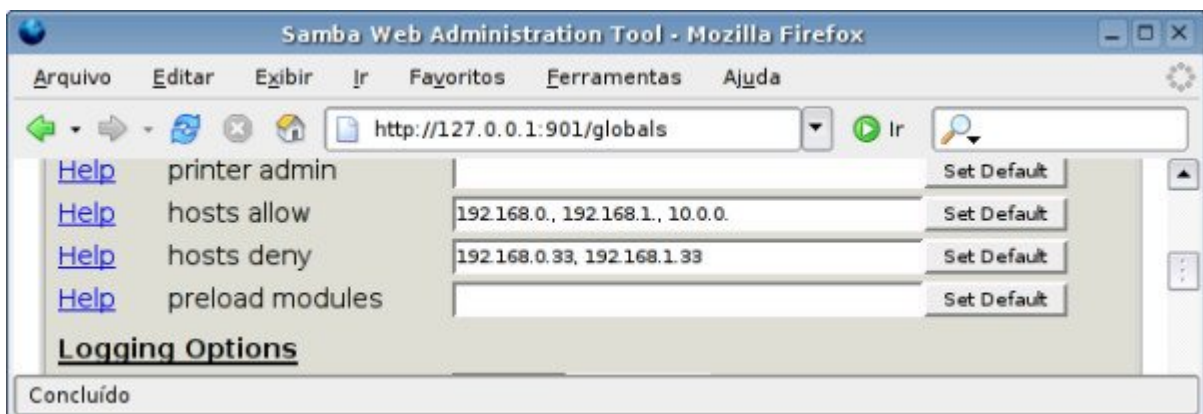 Samba Web Administration Tool - Mozilla Firefox
Arquivo Editar Exibir Ir Favoritos Ferramentas Ajuda
http://127.0.0.1:901/globals Ir
Help printer admin Set Default
Help hosts allow 192.168.0., 192.168.1., 10.0.0. Set Default
Help hosts deny 192.168.0.33, 192.168.1.33 Set Default
Help preload modules Set Default
Logging Options
Concluído